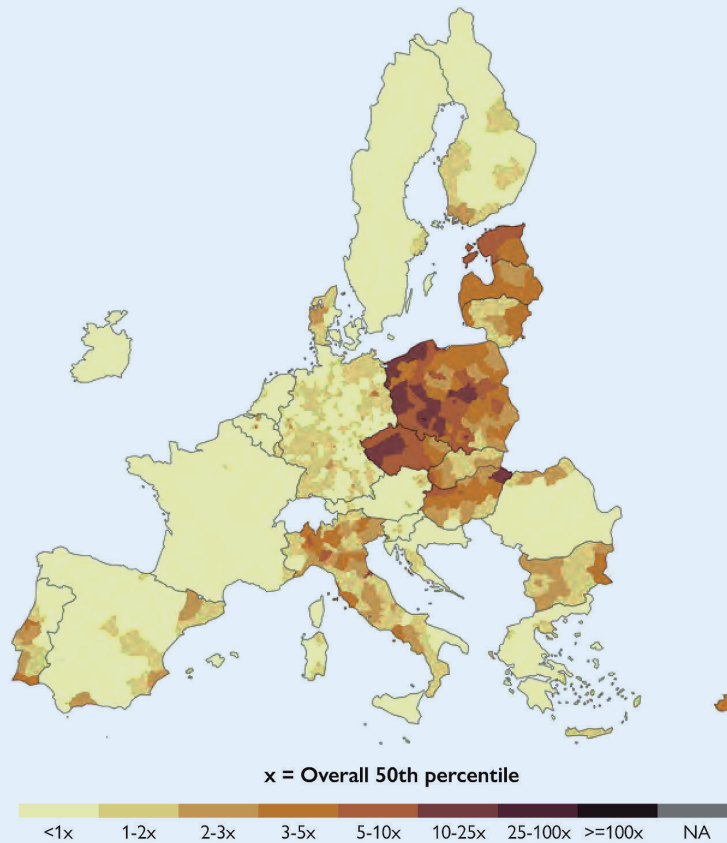 x = Overall 50th percentile
<1x 1-2x 2-3x 3-5x 5-10x 10-25x 25-100x >=100x NA